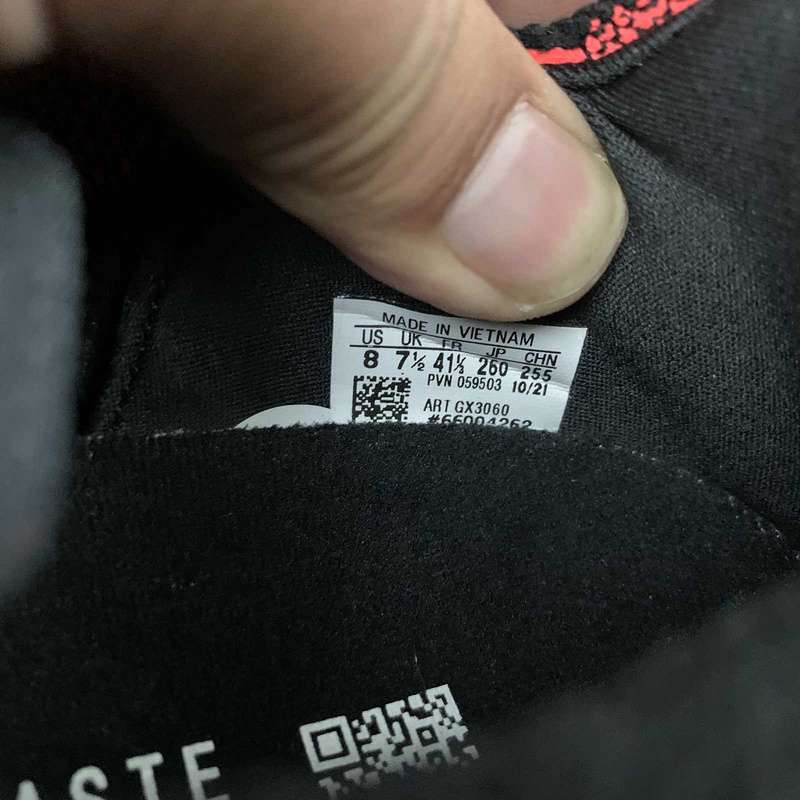 MADE IN VIETNAM
US UK FR JP CHN
8 7½ 41⅓ 260 255
PVN 059503 10/21
ART GX3060
#66004262
ASTE